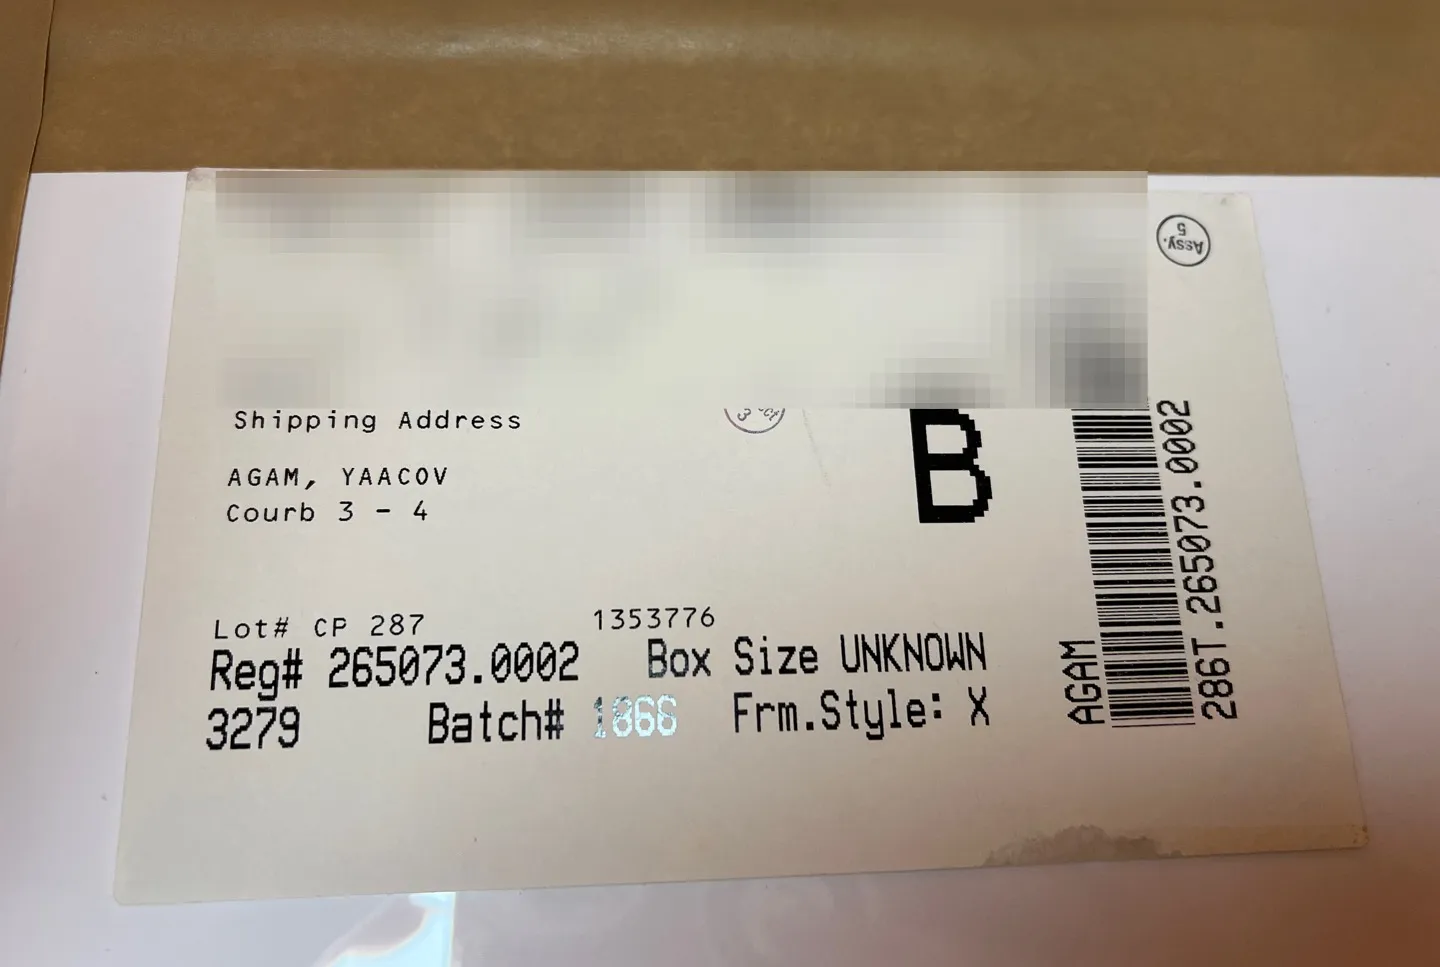 Assy.
5
Shipping Address
AGAM, YAACOV
Courb 3 - 4
B
Lot# CP 287 1353776
Reg# 265073.0002 Box Size UNKNOWN
3279 Batch# 1866 Frm.Style: X
AGAM
286T.265073.0002